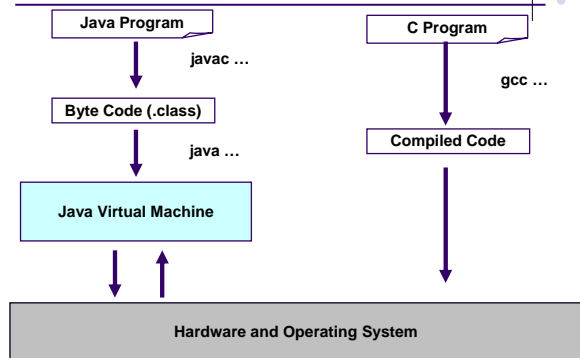 Java Program
javac …
Byte Code (.class)
java …
Java Virtual Machine
C Program
gcc …
Compiled Code
Hardware and Operating System